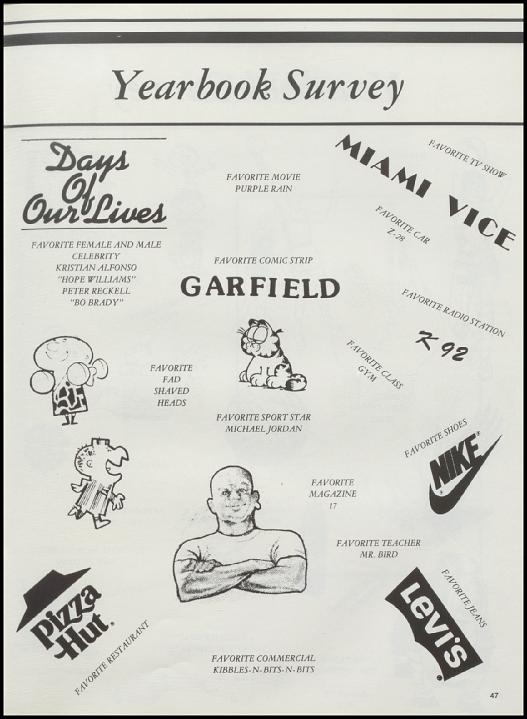 Yearbook Survey
Days
Of
Our Lives
FAVORITE FEMALE AND MALE
CELEBRITY
KRISTIAN ALFONSO
"HOPE WILLIAMS"
PETER RECKELL
"BO BRADY"
FAVORITE MOVIE
PURPLE RAIN
FAVORITE TV SHOW
MIAMI VICE
FAVORITE CAR
Z-28
FAVORITE COMIC STRIP
GARFIELD
FAVORITE RADIO STATION
K 92
FAVORITE
FAD
SHAVED
HEADS
FAVORITE CLASS
GYM
FAVORITE SPORT STAR
MICHAEL JORDAN
FAVORITE SHOES
NIKE®
FAVORITE
MAGAZINE
17
FAVORITE TEACHER
MR. BIRD
Pizza
Hut®
FAVORITE RESTAURANT
FAVORITE JEANS
LEVI'S®
FAVORITE COMMERCIAL
KIBBLES-N-BITS-N-BITS
47